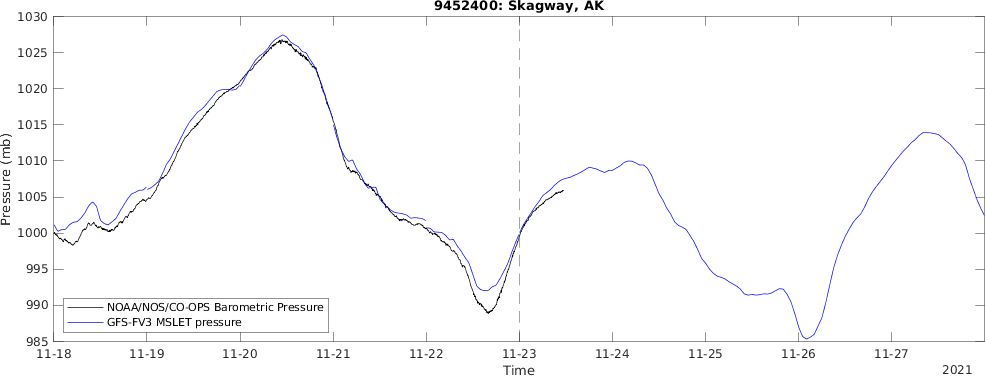 9452400: Skagway, AK
Pressure (mb)
1030
1025
1020
1015
1010
1005
1000
995
990
985
NOAA/NOS/CO-OPS Barometric Pressure
GFS-FV3 MSLET pressure
11-18 11-19 11-20 11-21 11-22 11-23 11-24 11-25 11-26 11-27
Time
2021